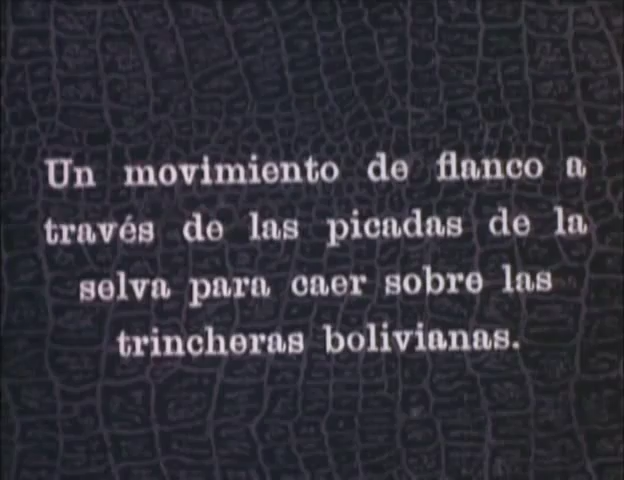 Un movimiento de flanco a
través de las picadas de la
selva para caer sobre las
trincheras bolivianas.